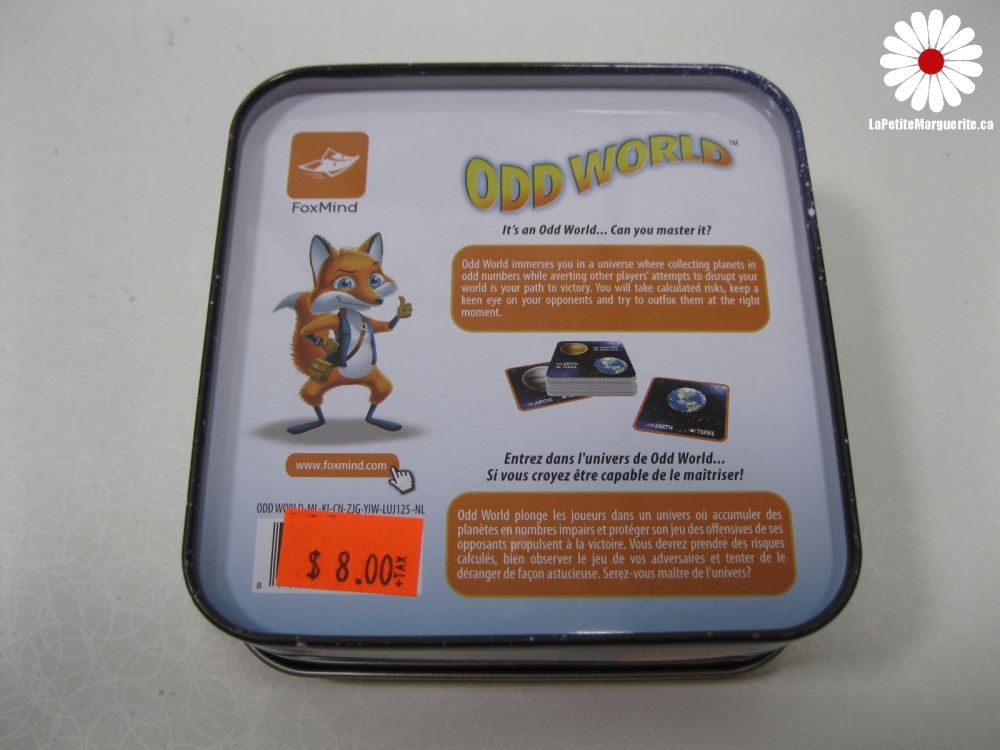 LaPetiteMarguerite.ca
FoxMind
ODD WORLD™
It's an Odd World... Can you master it?
Odd World immerses you in a universe where collecting planets in
odd numbers while averting other players' attempts to disrupt your
world is your path to victory. You will take calculated risks, keep a
keen eye on your opponents and try to outfox them at the right
moment.
EARTH
TERRE
JUPITER
EARTH TERRE
www.foxmind.com
Entrez dans l'univers de Odd World...
Si vous croyez être capable de le maîtriser!
ODD WORLD-ML-KI-CN-ZJG-YIW-LUJ125-NL
Odd World plonge les joueurs dans un univers où accumuler des
planètes en nombres impairs et protéger son jeu des offensives de ses
opposants propulsent à la victoire. Vous devrez prendre des risques
calculés, bien observer le jeu de vos adversaires et tenter de le
déranger de façon astucieuse. Serez-vous maître de l'univers?
$ 8.00 +TAX
8